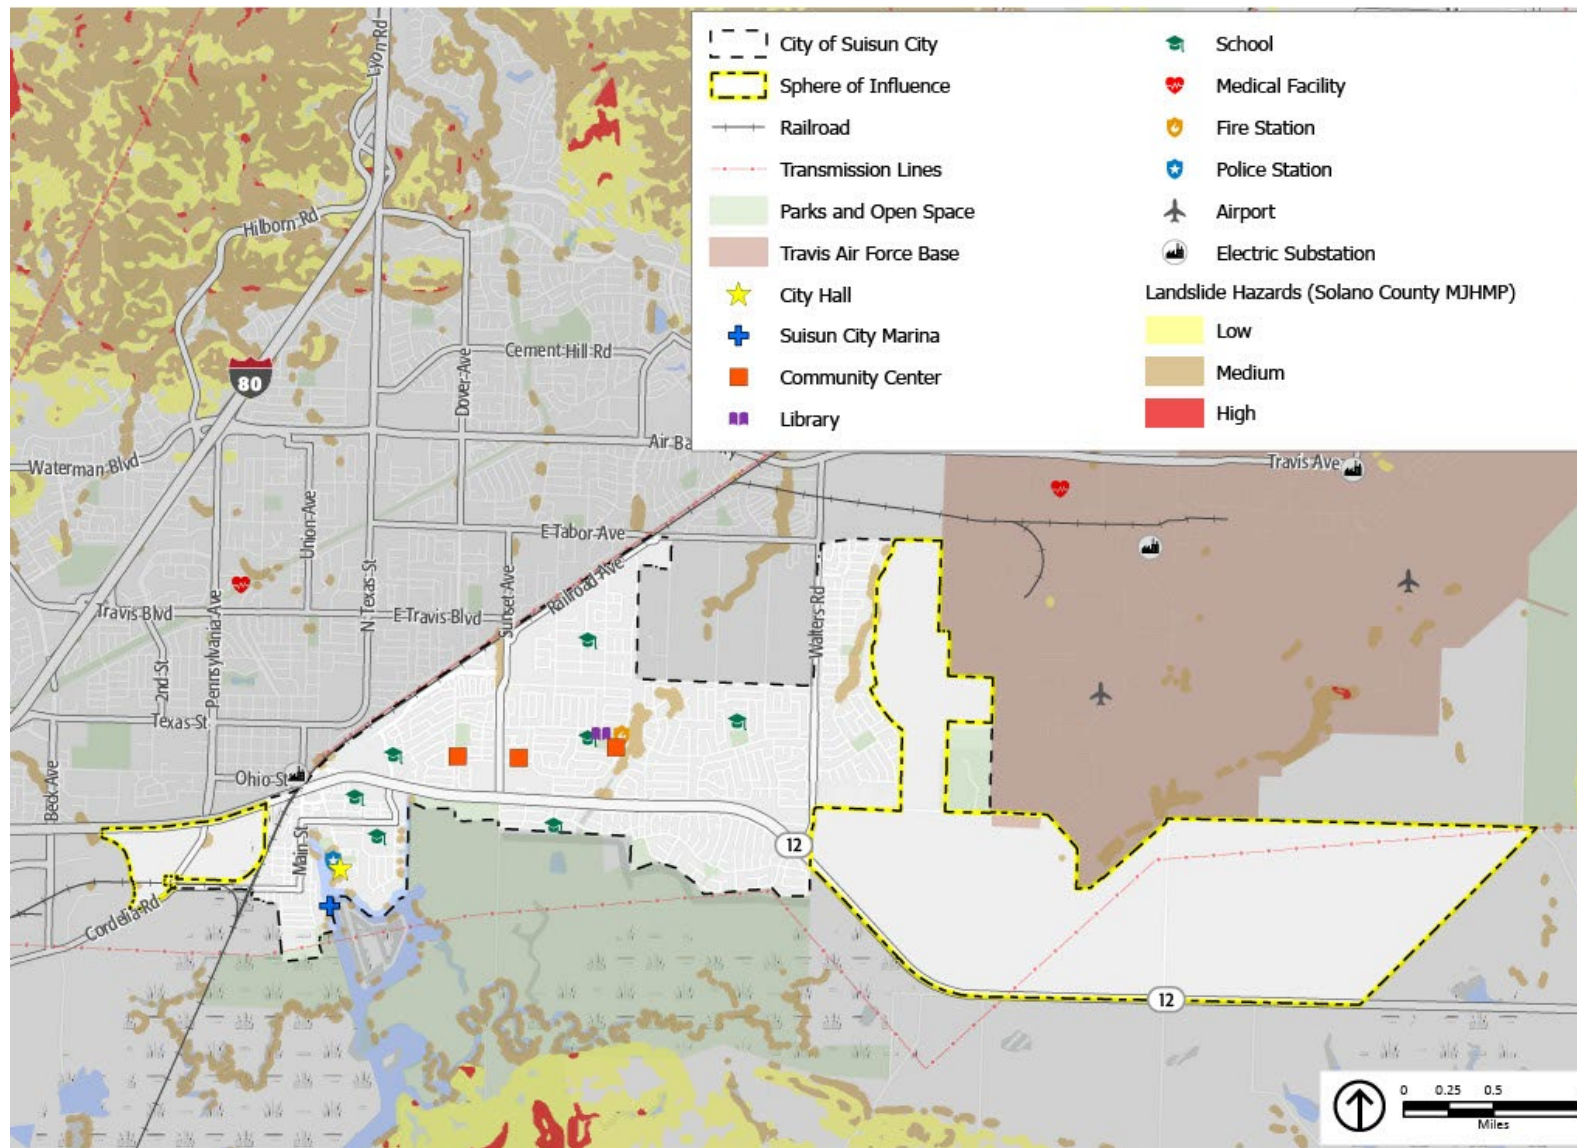 City of Suisun City
Sphere of Influence
Railroad
Transmission Lines
Parks and Open Space
Travis Air Force Base
City Hall
Suisun City Marina
Community Center
Library
School
Medical Facility
Fire Station
Police Station
Airport
Electric Substation
Landslide Hazards (Solano County MJHMP)
Low
Medium
High
Lyon Rd
Hilborn Rd
80
Cement Hill Rd
Dover Ave
Waterman Blvd
Air Ba
Travis Ave
Union Ave
N Texas St
E Tabor Ave
Sunset Ave
Railroad Ave
Travis Blvd
E Travis Blvd
Walters Rd
2nd St
Pennsylvania Ave
Texas St
Ohio St
Beck Ave
Main St
12
Cordelia Rd
12
0 0.25 0.5
Miles